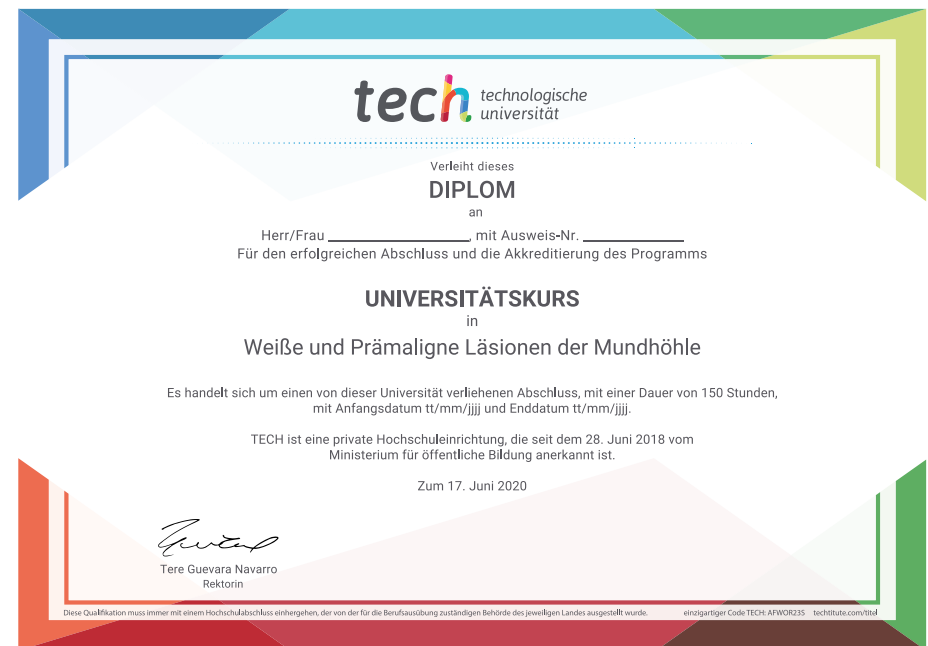 tech technologische
universität
Verleiht dieses
DIPLOM
an
Herr/Frau ____________, mit Ausweis-Nr. ____________
Für den erfolgreichen Abschluss und die Akkreditierung des Programms
UNIVERSITÄTSKURS
in
Weiße und Prämaligne Läsionen der Mundhöhle
Es handelt sich um einen von dieser Universität verliehenen Abschluss, mit einer Dauer von 150 Stunden,
mit Anfangsdatum tt/mm/jjjj und Enddatum tt/mm/jjjj.
TECH ist eine private Hochschuleinrichtung, die seit dem 28. Juni 2018 vom
Ministerium für öffentliche Bildung anerkannt ist.
Zum 17. Juni 2020
Tere Guevara Navarro
Rektorin
Diese Qualifikation muss immer mit einem Hochschulabschluss einhergehen, der von der für die Berufsausübung zuständigen Behörde des jeweiligen Landes ausgestellt wurde. einzigartiger Code TECH: AFWOR23S techtitute.com/titel